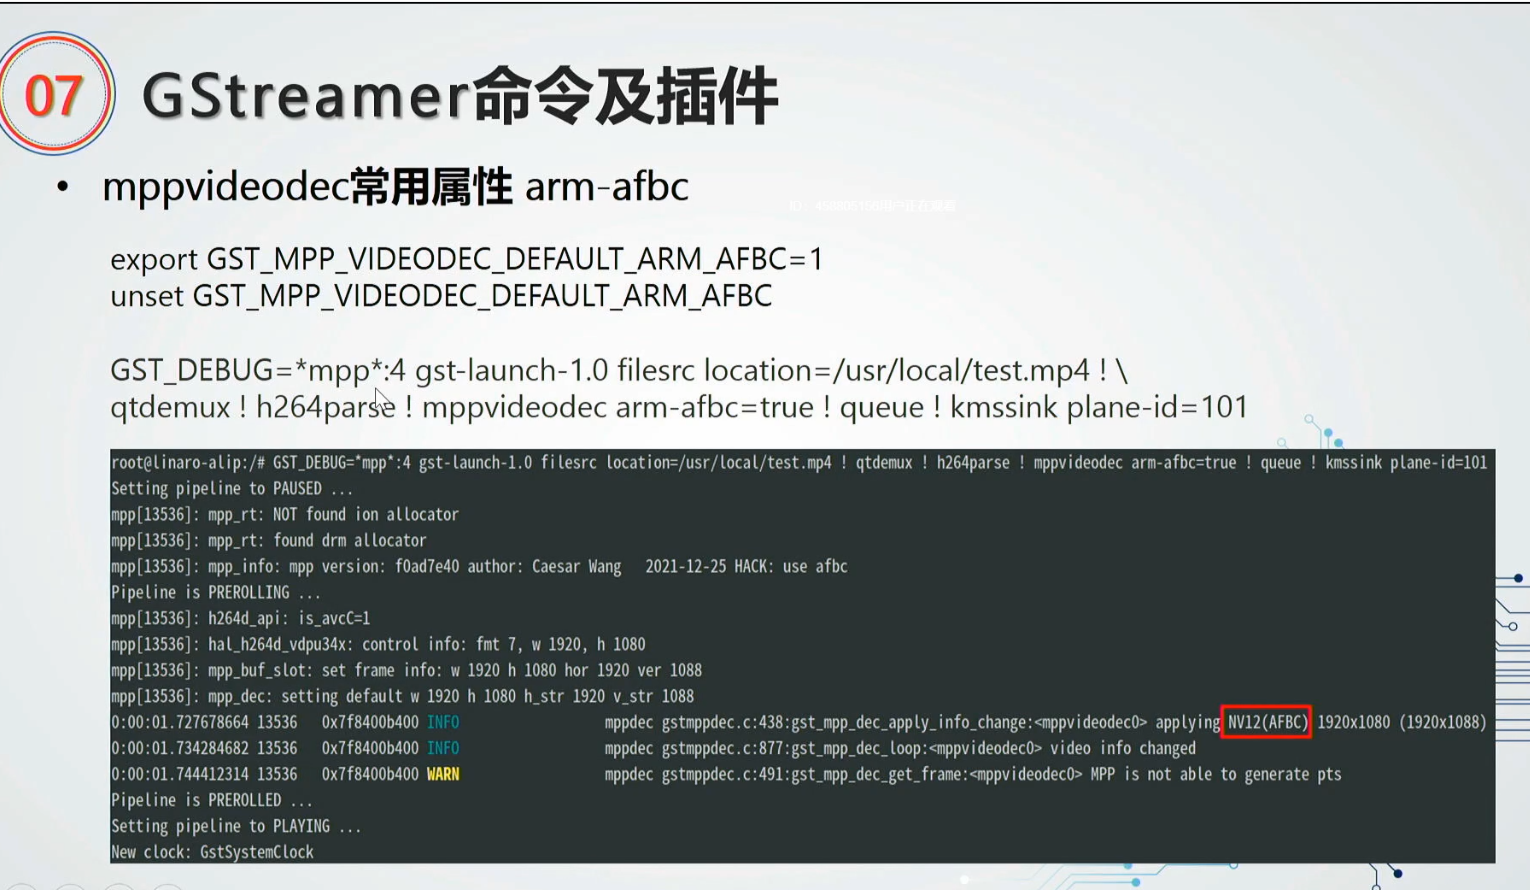 07
GStreamer命令及插件
• mppvideodec常用属性 arm-afbc
export GST_MPP_VIDEODEC_DEFAULT_ARM_AFBC=1
unset GST_MPP_VIDEODEC_DEFAULT_ARM_AFBC
GST_DEBUG=*mpp*:4 gst-launch-1.0 filesrc location=/usr/local/test.mp4 ! \
qtdemux ! h264parse ! mppvideodec arm-afbc=true ! queue ! kmssink plane-id=101
root@linaro-alip:/# GST_DEBUG=*mpp*:4 gst-launch-1.0 filesrc location=/usr/local/test.mp4 ! qtdemux ! h264parse ! mppvideodec arm-afbc=true ! queue ! kmssink plane-id=101
Setting pipeline to PAUSED ...
mpp[13536]: mpp_rt: NOT found ion allocator
mpp[13536]: mpp_rt: found drm allocator
mpp[13536]: mpp_info: mpp version: f0ad7e40 author: Caesar Wang   2021-12-25 HACK: use afbc
Pipeline is PREROLLING ...
mpp[13536]: h264d_api: is_avcC=1
mpp[13536]: hal_h264d_vdpu34x: control info: fmt 7, w 1920, h 1080
mpp[13536]: mpp_buf_slot: set frame info: w 1920 h 1080 hor 1920 ver 1088
mpp[13536]: mpp_dec: setting default w 1920 h 1080 h_str 1920 v_str 1088
0:00:01.727678664 13536   0x7f8400b400 INFO                  mppdec gstmppdec.c:438:gst_mpp_dec_apply_info_change:<mppvideodec0> applying NV12(AFBC) 1920x1080 (1920x1088)
0:00:01.734284682 13536   0x7f8400b400 INFO                  mppdec gstmppdec.c:877:gst_mpp_dec_loop:<mppvideodec0> video info changed
0:00:01.744412314 13536   0x7f8400b400 WARN                  mppdec gstmppdec.c:491:gst_mpp_dec_get_frame:<mppvideodec0> MPP is not able to generate pts
Pipeline is PREROLLED ...
Setting pipeline to PLAYING ...
New clock: GstSystemClock